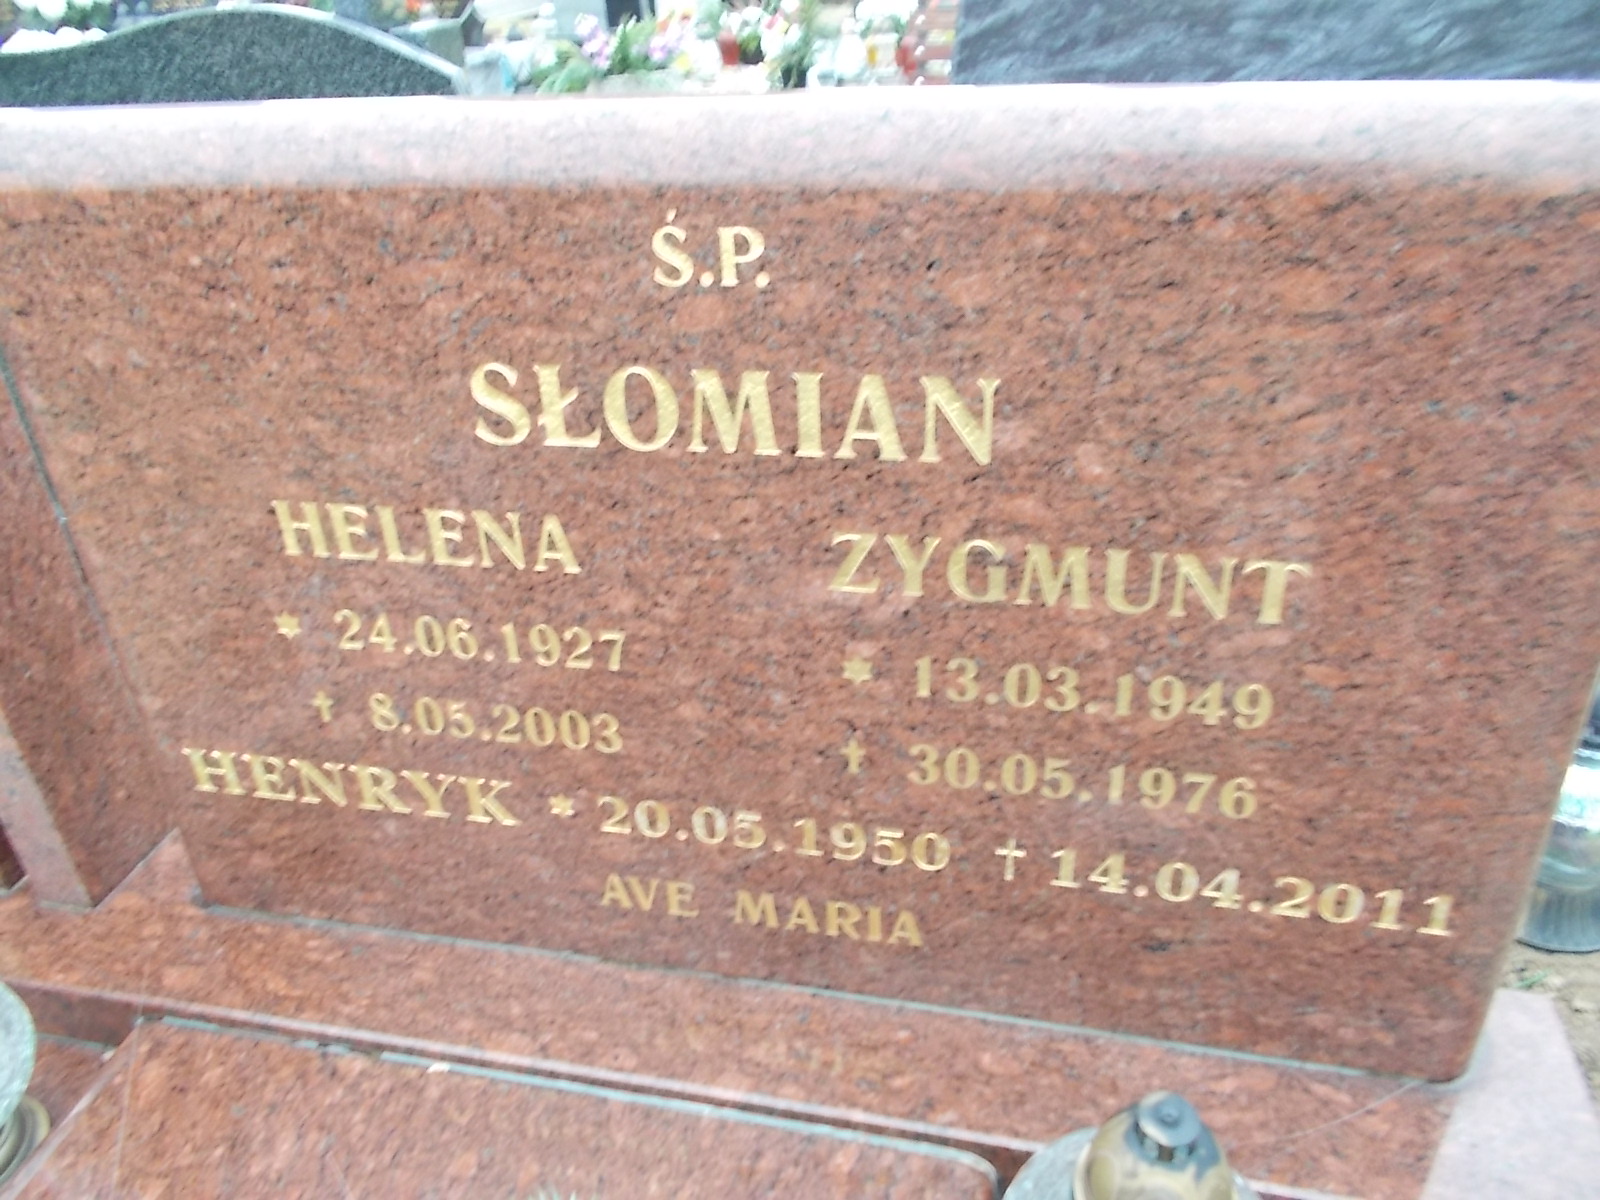 Ś.P.
SŁOMIAN
HELENA
* 24.06.1927
† 8.05.2003
ZYGMUNT
* 13.03.1949
† 30.05.1976
HENRYK * 20.05.1950 † 14.04.2011
AVE MARIA